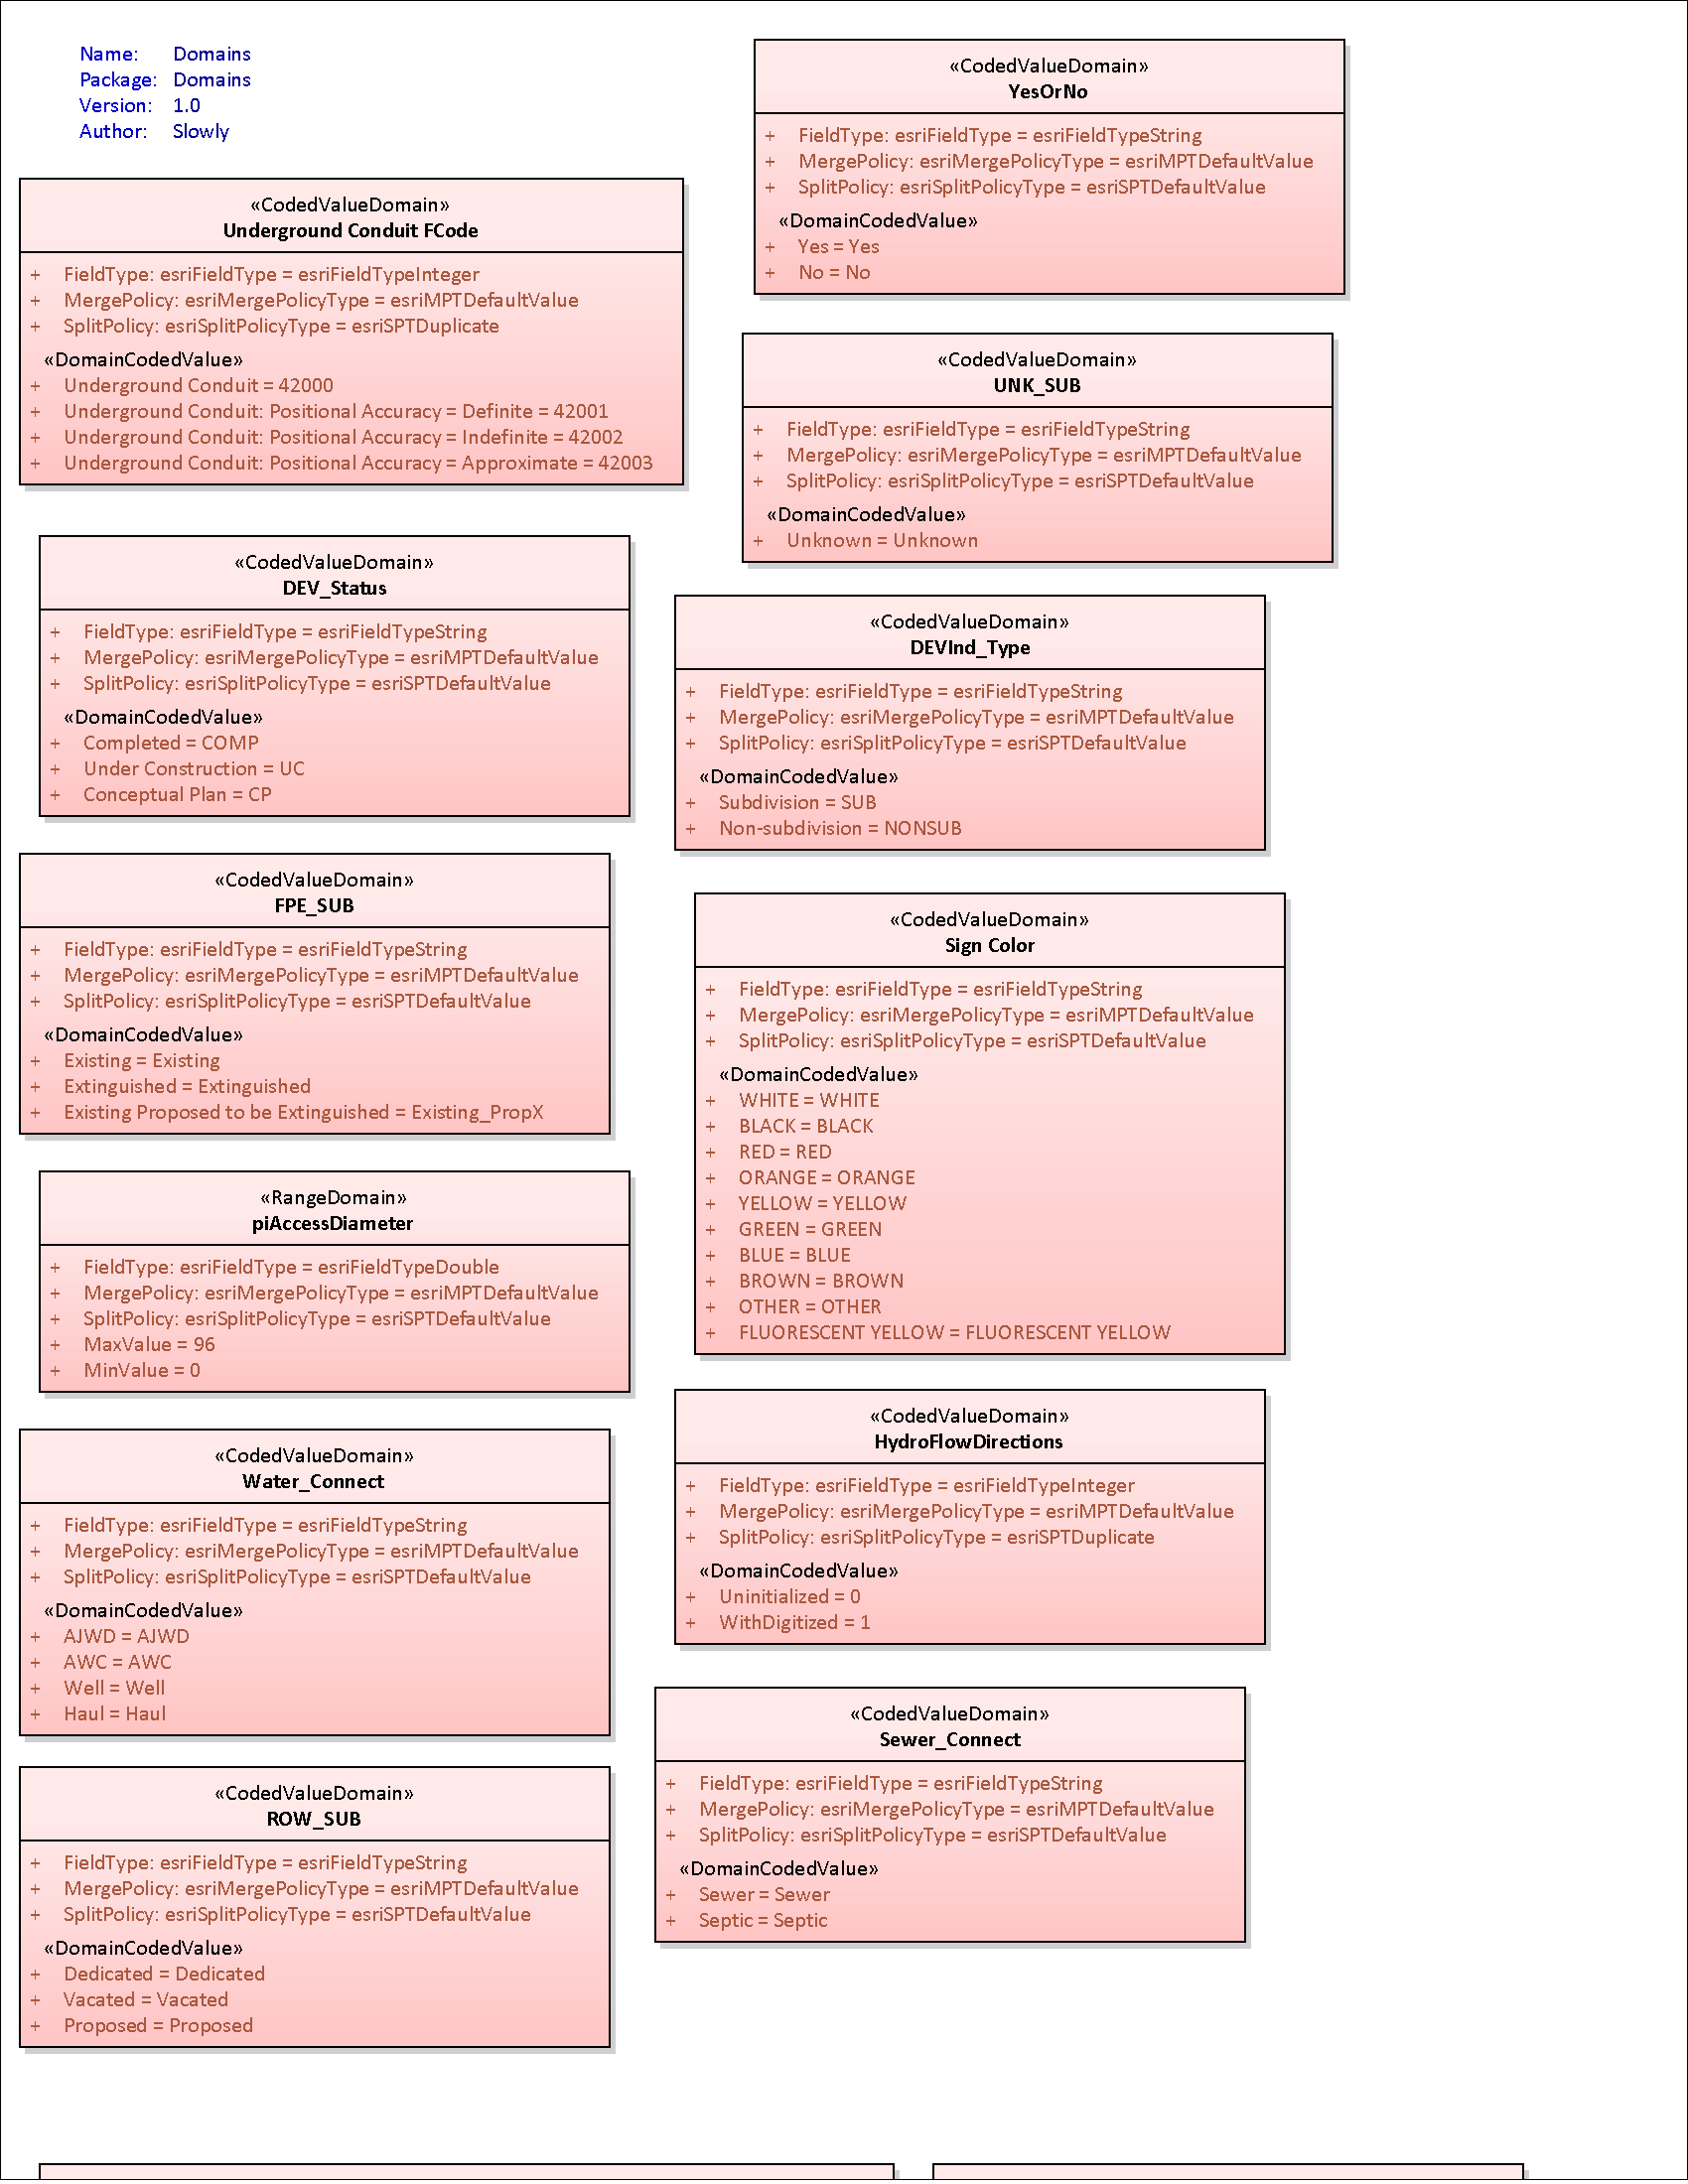 Name: Domains
Package: Domains
Version: 1.0
Author: Slowly
«CodedValueDomain»
Underground Conduit FCode
+ FieldType: esriFieldType = esriFieldTypeInteger
+ MergePolicy: esriMergePolicyType = esriMPTDefaultValue
+ SplitPolicy: esriSplitPolicyType = esriSPTDuplicate
«DomainCodedValue»
+ Underground Conduit = 42000
+ Underground Conduit: Positional Accuracy = Definite = 42001
+ Underground Conduit: Positional Accuracy = Indefinite = 42002
+ Underground Conduit: Positional Accuracy = Approximate = 42003
«CodedValueDomain»
DEV_Status
+ FieldType: esriFieldType = esriFieldTypeString
+ MergePolicy: esriMergePolicyType = esriMPTDefaultValue
+ SplitPolicy: esriSplitPolicyType = esriSPTDefaultValue
«DomainCodedValue»
+ Completed = COMP
+ Under Construction = UC
+ Conceptual Plan = CP
«CodedValueDomain»
FPE_SUB
+ FieldType: esriFieldType = esriFieldTypeString
+ MergePolicy: esriMergePolicyType = esriMPTDefaultValue
+ SplitPolicy: esriSplitPolicyType = esriSPTDefaultValue
«DomainCodedValue»
+ Existing = Existing
+ Extinguished = Extinguished
+ Existing Proposed to be Extinguished = Existing_PropX
«RangeDomain»
piAccessDiameter
+ FieldType: esriFieldType = esriFieldTypeDouble
+ MergePolicy: esriMergePolicyType = esriMPTDefaultValue
+ SplitPolicy: esriSplitPolicyType = esriSPTDefaultValue
+ MaxValue = 96
+ MinValue = 0
«CodedValueDomain»
Water_Connect
+ FieldType: esriFieldType = esriFieldTypeString
+ MergePolicy: esriMergePolicyType = esriMPTDefaultValue
+ SplitPolicy: esriSplitPolicyType = esriSPTDefaultValue
«DomainCodedValue»
+ AJWD = AJWD
+ AWC = AWC
+ Well = Well
+ Haul = Haul
«CodedValueDomain»
ROW_SUB
+ FieldType: esriFieldType = esriFieldTypeString
+ MergePolicy: esriMergePolicyType = esriMPTDefaultValue
+ SplitPolicy: esriSplitPolicyType = esriSPTDefaultValue
«DomainCodedValue»
+ Dedicated = Dedicated
+ Vacated = Vacated
+ Proposed = Proposed
«CodedValueDomain»
YesOrNo
+ FieldType: esriFieldType = esriFieldTypeString
+ MergePolicy: esriMergePolicyType = esriMPTDefaultValue
+ SplitPolicy: esriSplitPolicyType = esriSPTDefaultValue
«DomainCodedValue»
+ Yes = Yes
+ No = No
«CodedValueDomain»
UNK_SUB
+ FieldType: esriFieldType = esriFieldTypeString
+ MergePolicy: esriMergePolicyType = esriMPTDefaultValue
+ SplitPolicy: esriSplitPolicyType = esriSPTDefaultValue
«DomainCodedValue»
+ Unknown = Unknown
«CodedValueDomain»
DEVInd_Type
+ FieldType: esriFieldType = esriFieldTypeString
+ MergePolicy: esriMergePolicyType = esriMPTDefaultValue
+ SplitPolicy: esriSplitPolicyType = esriSPTDefaultValue
«DomainCodedValue»
+ Subdivision = SUB
+ Non-subdivision = NONSUB
«CodedValueDomain»
Sign Color
+ FieldType: esriFieldType = esriFieldTypeString
+ MergePolicy: esriMergePolicyType = esriMPTDefaultValue
+ SplitPolicy: esriSplitPolicyType = esriSPTDefaultValue
«DomainCodedValue»
+ WHITE = WHITE
+ BLACK = BLACK
+ RED = RED
+ ORANGE = ORANGE
+ YELLOW = YELLOW
+ GREEN = GREEN
+ BLUE = BLUE
+ BROWN = BROWN
+ OTHER = OTHER
+ FLUORESCENT YELLOW = FLUORESCENT YELLOW
«CodedValueDomain»
HydroFlowDirections
+ FieldType: esriFieldType = esriFieldTypeInteger
+ MergePolicy: esriMergePolicyType = esriMPTDefaultValue
+ SplitPolicy: esriSplitPolicyType = esriSPTDuplicate
«DomainCodedValue»
+ Uninitialized = 0
+ WithDigitized = 1
«CodedValueDomain»
Sewer_Connect
+ FieldType: esriFieldType = esriFieldTypeString
+ MergePolicy: esriMergePolicyType = esriMPTDefaultValue
+ SplitPolicy: esriSplitPolicyType = esriSPTDefaultValue
«DomainCodedValue»
+ Sewer = Sewer
+ Septic = Septic